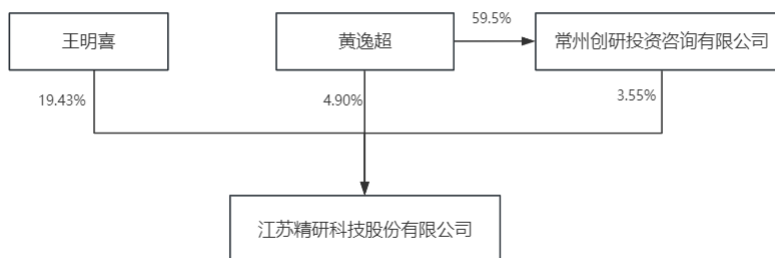 59.5%
王明喜
黄逸超
常州创研投资咨询有限公司
19.43%
4.90%
3.55%
江苏精研科技股份有限公司